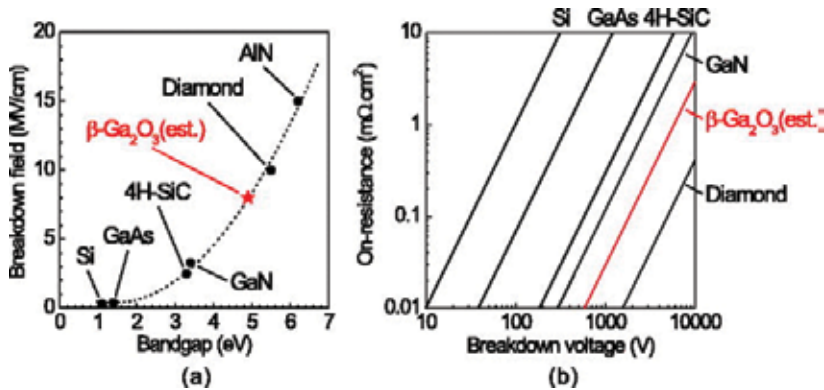 20
15
10
5
0
0 1 2 3 4 5 6 7
Breakdown field (MV/cm)
Bandgap (eV)
AlN
Diamond
β-Ga₂O₃(est.)
4H-SiC
GaAs
Si
GaN
(a)
Si GaAs 4H-SiC
10
1
0.1
0.01
10 100 1000 10000
On-resistance (mΩ cm²)
Breakdown voltage (V)
GaN
β-Ga₂O₃(est.
Diamond
(b)